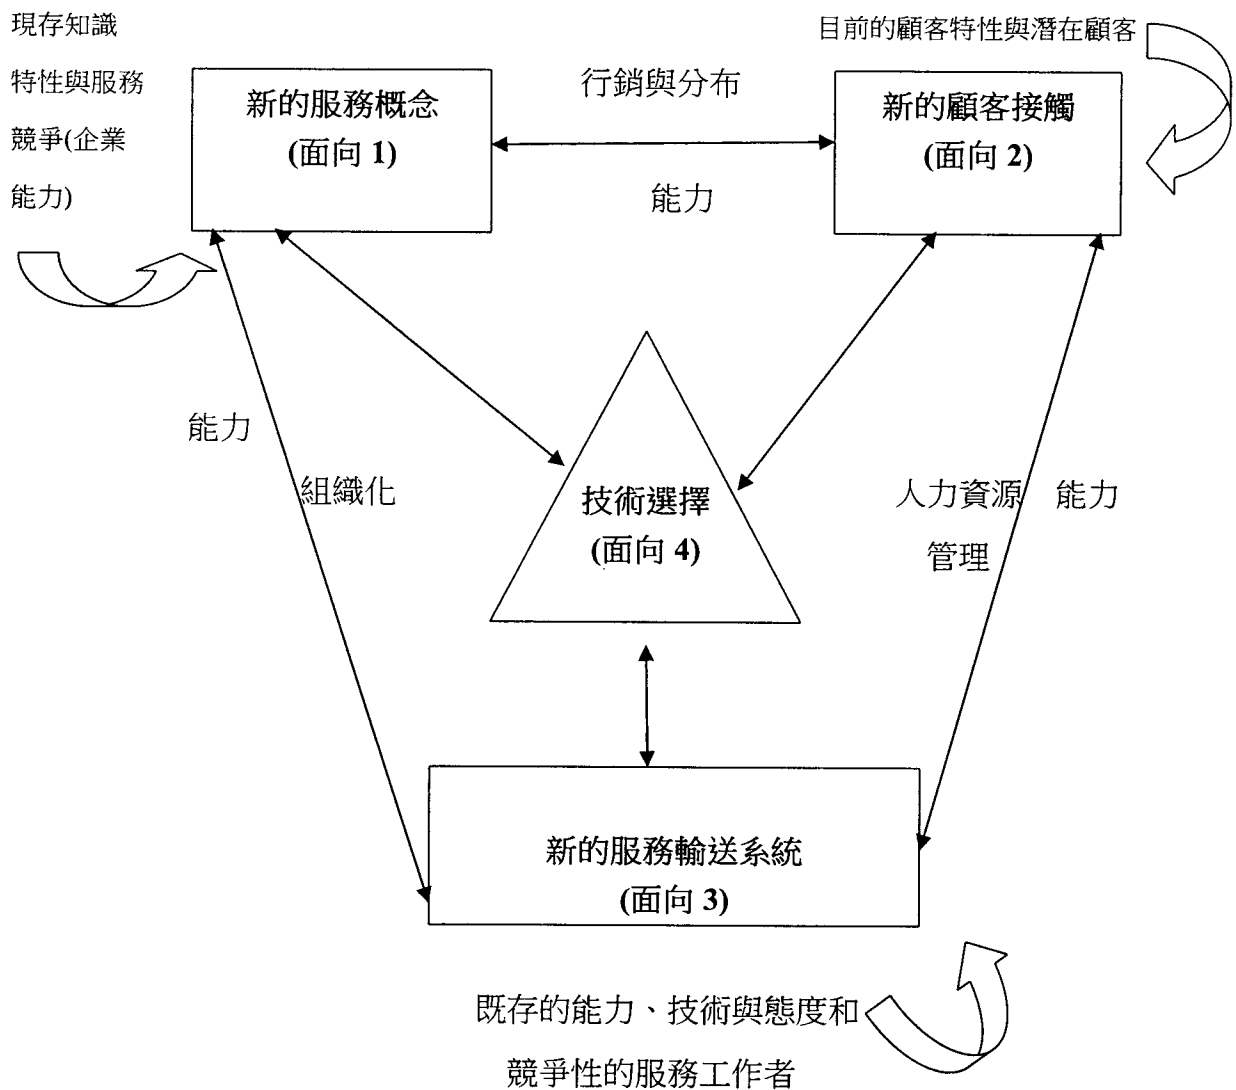 現存知識
特性與服務
競爭(企業
能力)
目前的顧客特性與潛在顧客
新的服務概念
(面向 1)
行銷與分布
能力
新的顧客接觸
(面向 2)
能力
組織化
技術選擇
(面向 4)
人力資源
管理
能力
新的服務輸送系統
(面向 3)
既存的能力、技術與態度和
競爭性的服務工作者